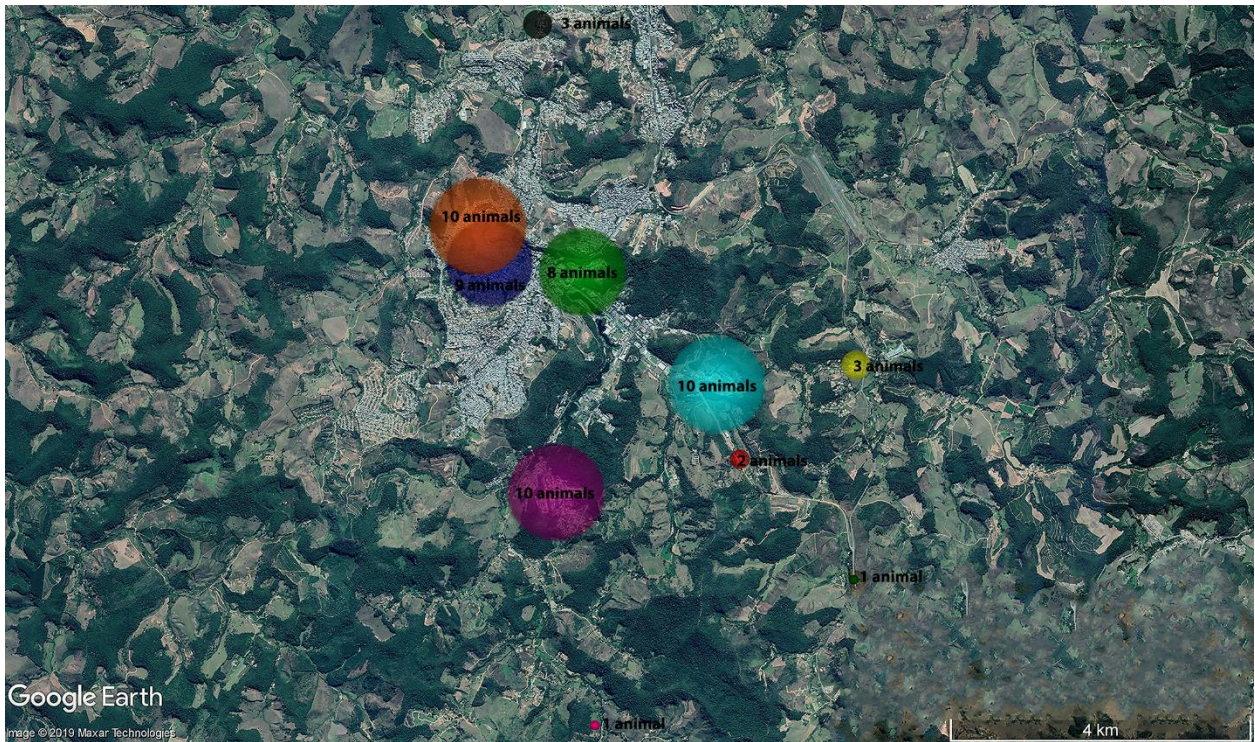 3 animals
10 animals
9 animals
8 animals
3 animals
10 animals
2 animals
10 animals
1 animal
1 animal
Google Earth
Image © 2019 Maxar Technologies
4 km